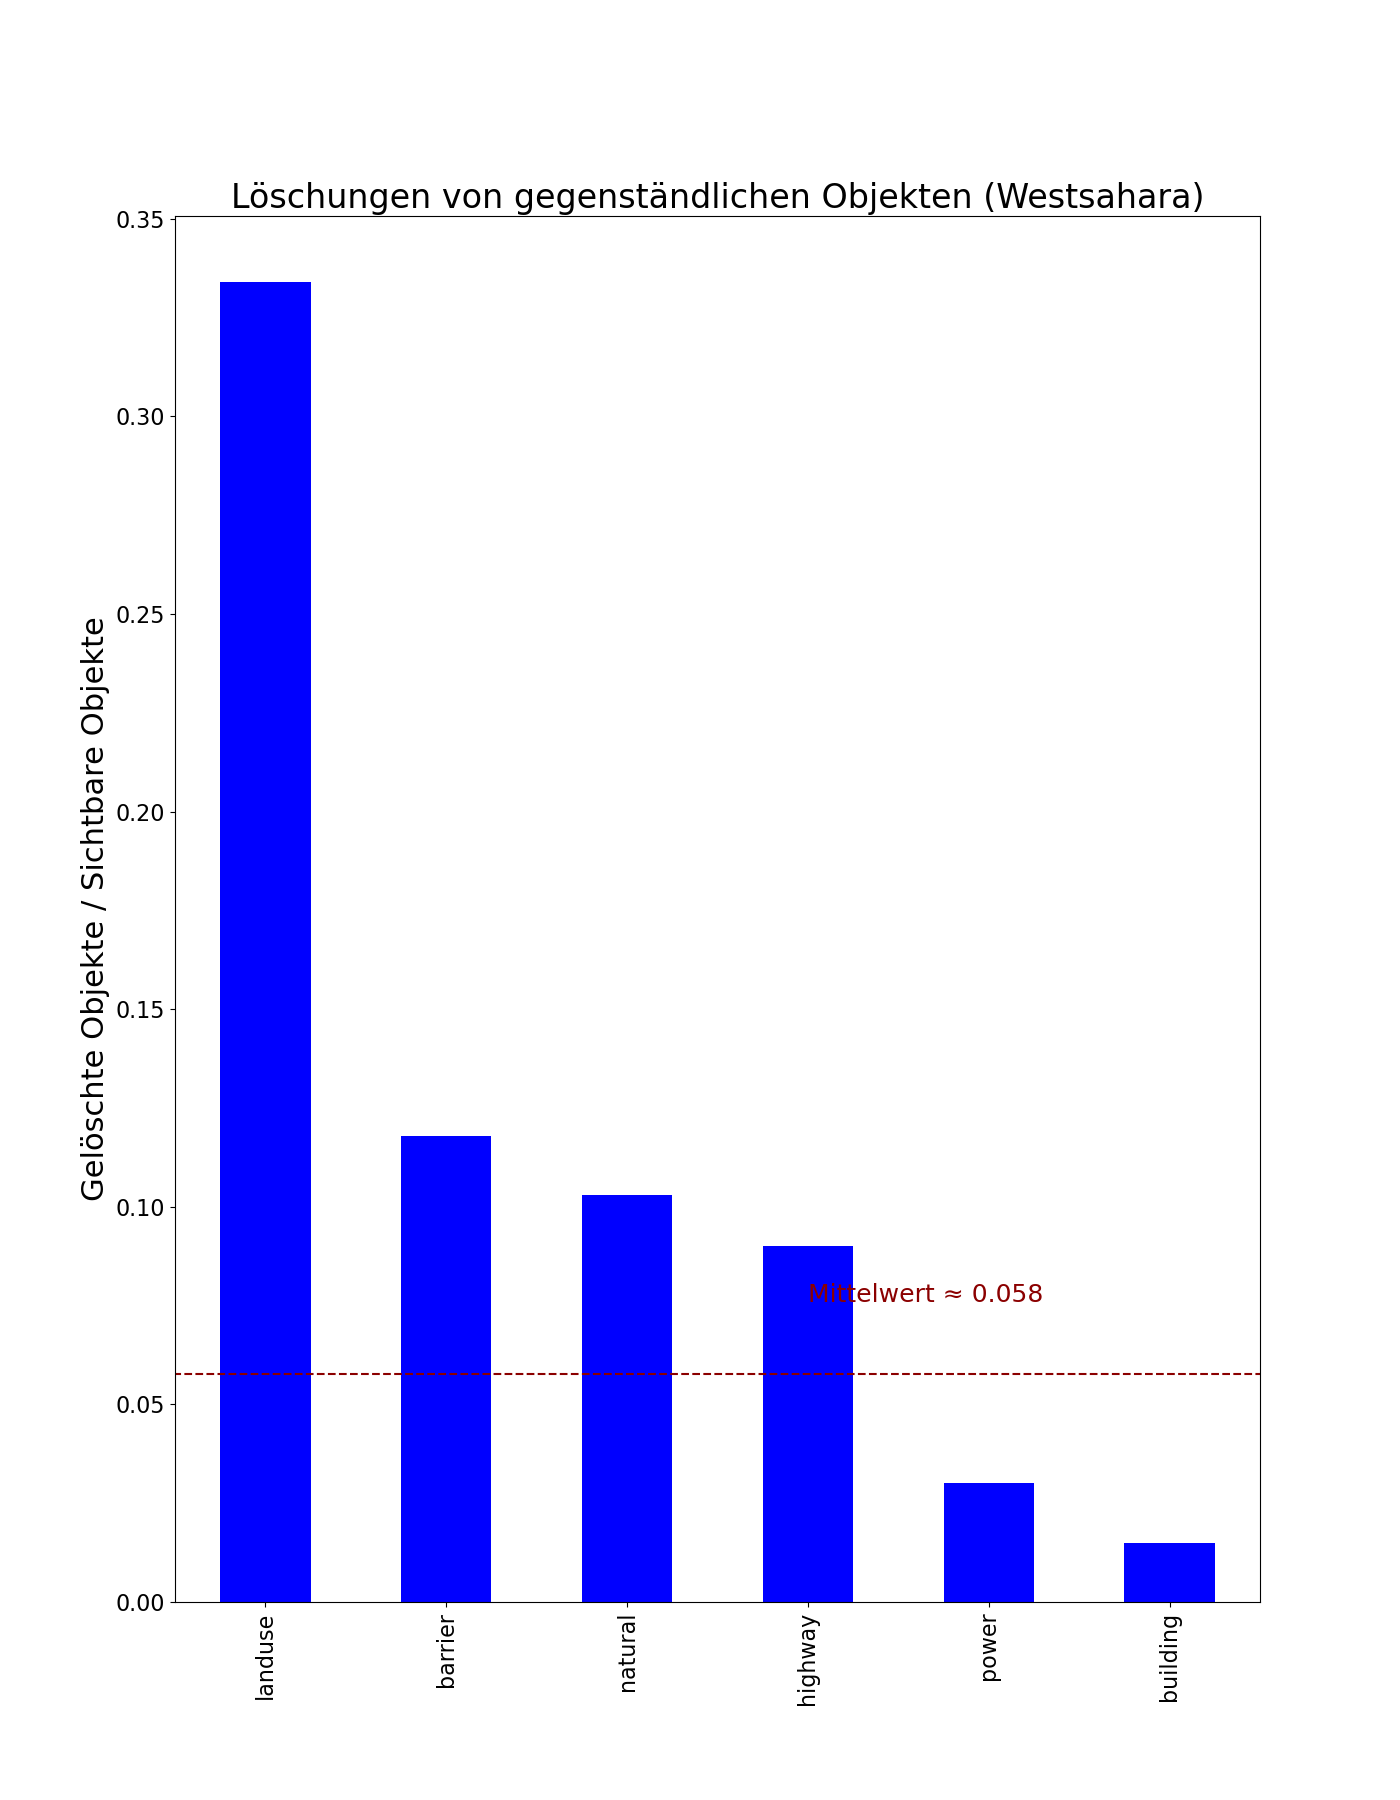 Löschungen von gegenständlichen Objekten (Westsahara)
Gelöschte Objekte / Sichtbare Objekte
0.35
0.30
0.25
0.20
0.15
0.10
0.05
0.00
Mittelwert ≈ 0.058
landuse
barrier
natural
highway
power
building